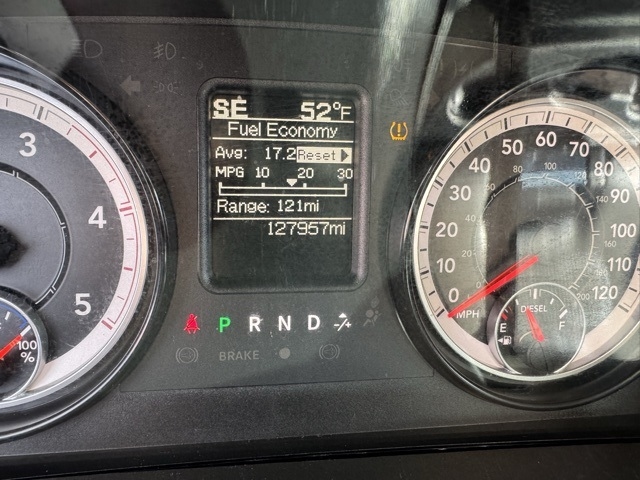 SE 52°F
Fuel Economy
Avg: 17.2 Reset
MPG 10 20 30
Range: 121mi
127957mi
P R N D
BRAKE
3
4
5
100
%
0 10 20 30 40 50 60 70 80 90 100 110 120
MPH
DIESEL
E F